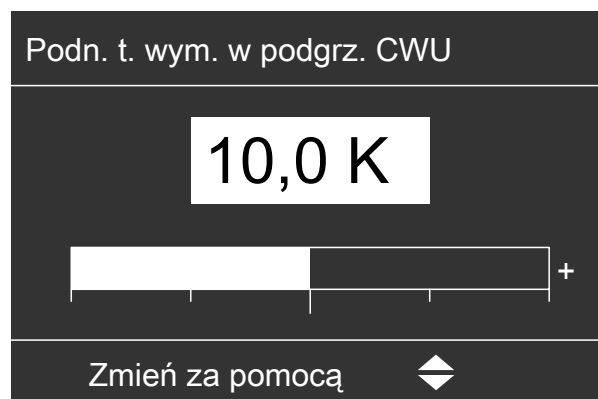 Podn. t. wym. w podgrz. CWU
10,0 K
+
Zmień za pomocą